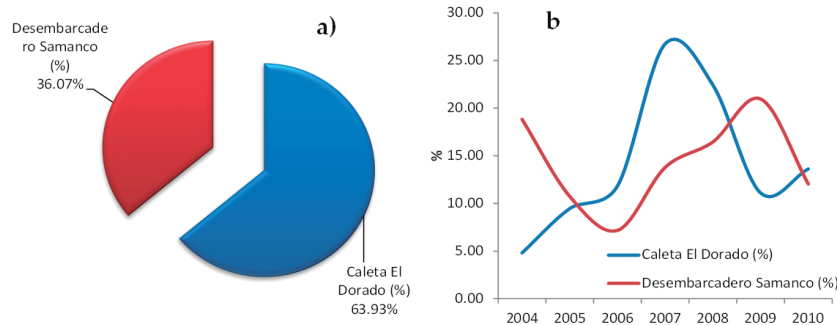 a)
Desembarcade
ro Samanco
(%)
36.07%
Caleta El
Dorado (%)
63.93%
b
30.00
25.00
20.00
15.00
10.00
5.00
0.00
%
Caleta El Dorado (%)
Desembarcadero Samanco (%)
2004 2005 2006 2007 2008 2009 2010